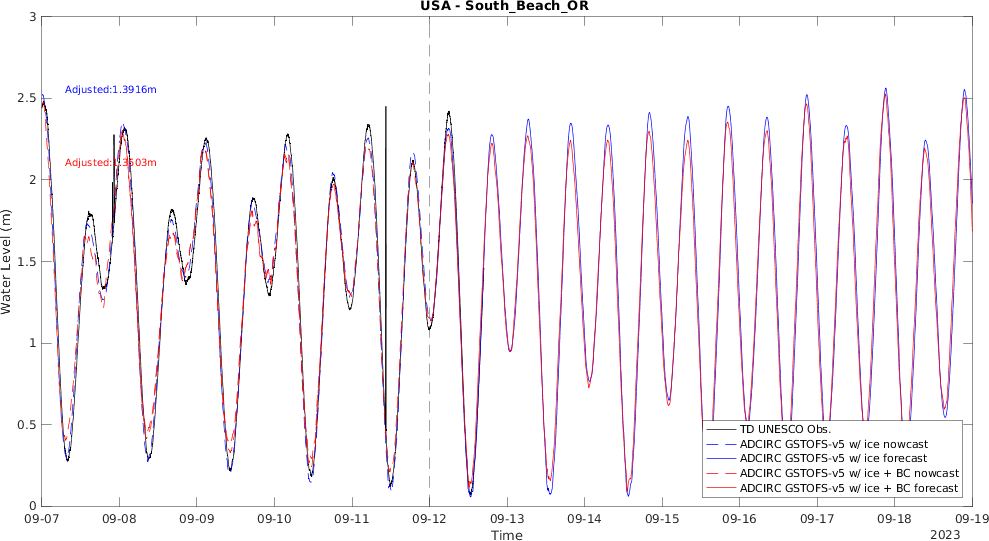 USA - South_Beach_OR
3
2.5
2
1.5
1
0.5
0
Water Level (m)
Adjusted:1.3916m
Adjusted:1.3503m
TD UNESCO Obs.
ADCIRC GSTOFS-v5 w/ ice nowcast
ADCIRC GSTOFS-v5 w/ ice forecast
ADCIRC GSTOFS-v5 w/ ice + BC nowcast
ADCIRC GSTOFS-v5 w/ ice + BC forecast
09-07 09-08 09-09 09-10 09-11 09-12 09-13 09-14 09-15 09-16 09-17 09-18 09-19
Time
2023